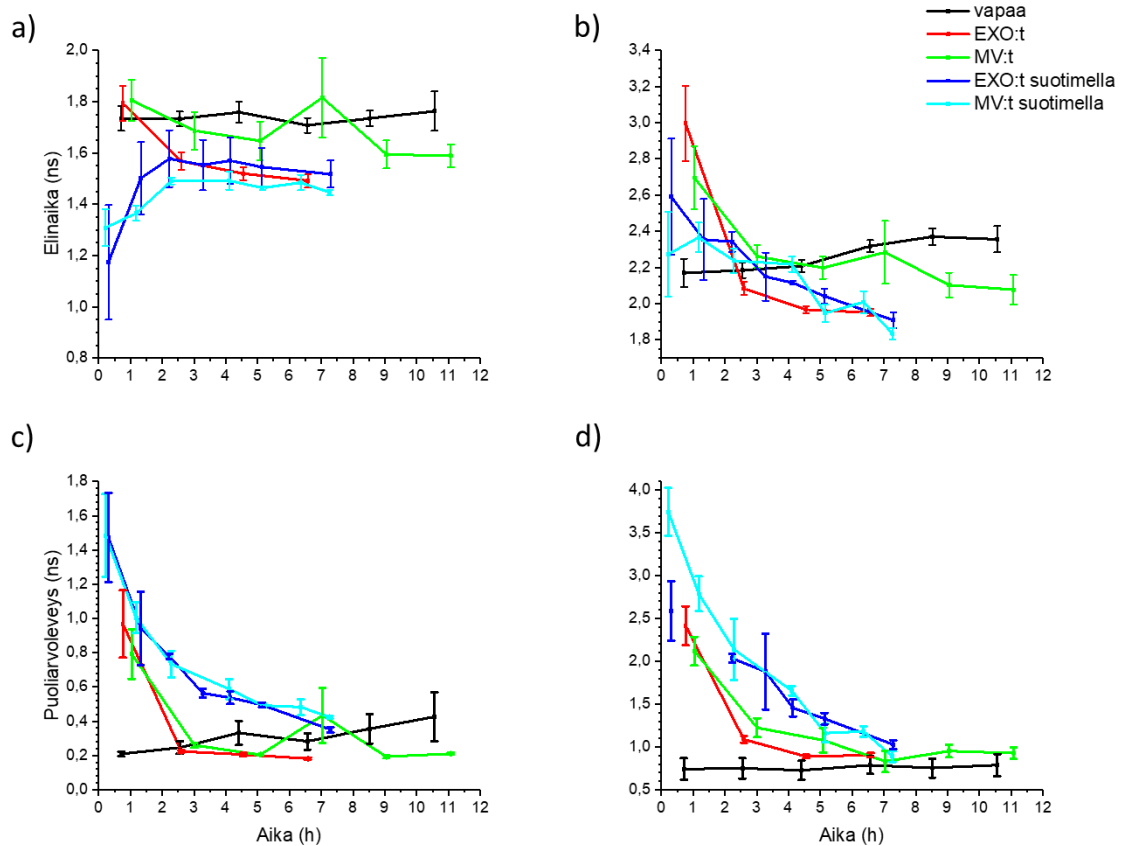 a)
b)
vapaa
EXO:t
MV:t
EXO:t suotimella
MV:t suotimella
2,0
1,8
1,6
1,4
1,2
1,0
0,8
Elinaika (ns)
0 1 2 3 4 5 6 7 8 9 10 11 12
3,4
3,2
3,0
2,8
2,6
2,4
2,2
2,0
1,8
0 1 2 3 4 5 6 7 8 9 10 11 12
c)
d)
1,8
1,6
1,4
1,2
1,0
0,8
0,6
0,4
0,2
0,0
Puoliarvoleveys (ns)
0 1 2 3 4 5 6 7 8 9 10 11 12
Aika (h)
4,0
3,5
3,0
2,5
2,0
1,5
1,0
0,5
0 1 2 3 4 5 6 7 8 9 10 11 12
Aika (h)